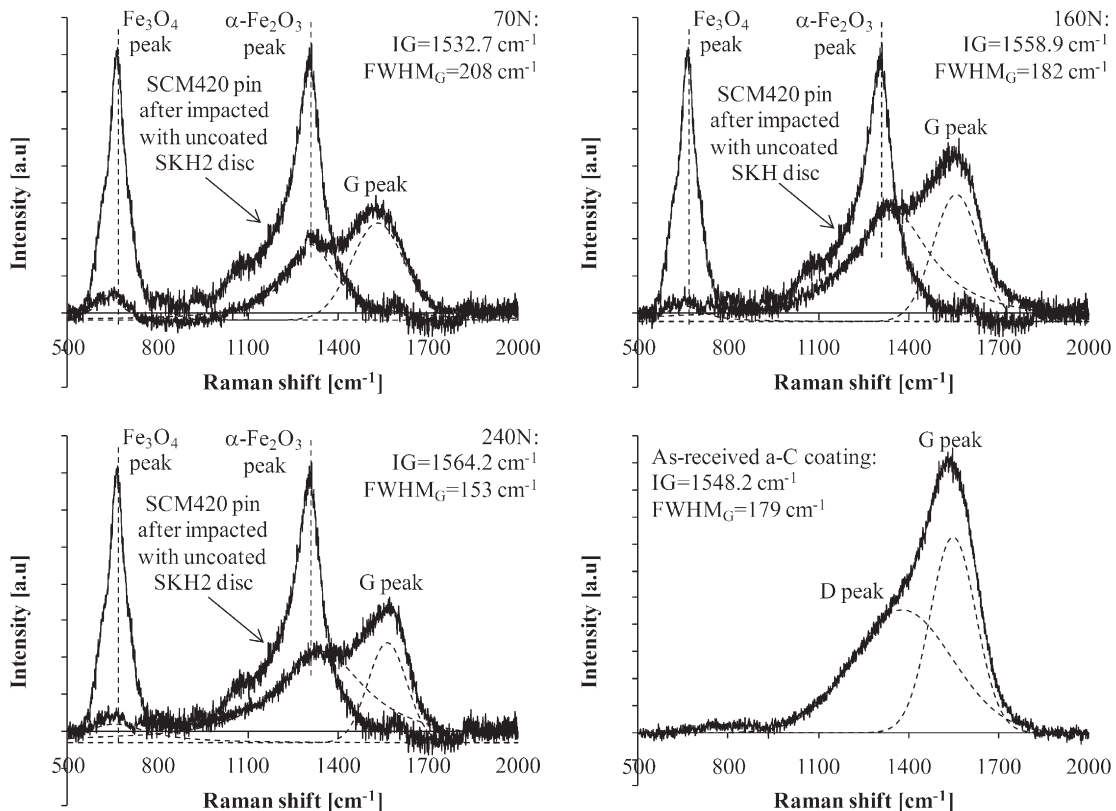 Fe₃O₄
peak
α-Fe₂O₃
peak
70N:
IG=1532.7 cm⁻¹
FWHM_G=208 cm⁻¹
SCM420 pin
after impacted
with uncoated
SKH2 disc
G peak
Intensity [a.u]
500 800 1100 1400 1700 2000
Raman shift [cm⁻¹]
Fe₃O₄
peak
α-Fe₂O₃
peak
160N:
IG=1558.9 cm⁻¹
FWHM_G=182 cm⁻¹
SCM420 pin
after impacted
with uncoated
SKH disc
G peak
Intensity [a.u]
500 800 1100 1400 1700 2000
Raman shift [cm⁻¹]
Fe₃O₄
peak
α-Fe₂O₃
peak
240N:
IG=1564.2 cm⁻¹
FWHM_G=153 cm⁻¹
SCM420 pin
after impacted
with uncoated
SKH2 disc
G peak
Intensity [a.u]
500 800 1100 1400 1700 2000
Raman shift [cm⁻¹]
As-received a-C coating:
IG=1548.2 cm⁻¹
FWHM_G=179 cm⁻¹
G peak
D peak
Intensity [a.u]
500 800 1100 1400 1700 2000
Raman shift [cm⁻¹]